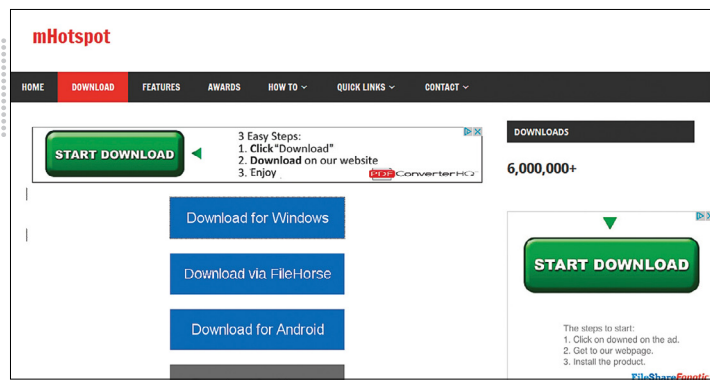 mHotspot
HOME DOWNLOAD FEATURES AWARDS HOW TO QUICK LINKS CONTACT
START DOWNLOAD
3 Easy Steps:
1. Click "Download"
2. Download on our website
3. Enjoy
PDFConverterHQ
DOWNLOADS
6,000,000+
Download for Windows
Download via FileHorse
Download for Android
START DOWNLOAD
The steps to start:
1. Click on downed on the ad.
2. Get to our webpage.
3. Install the product.
FileShareFanatic